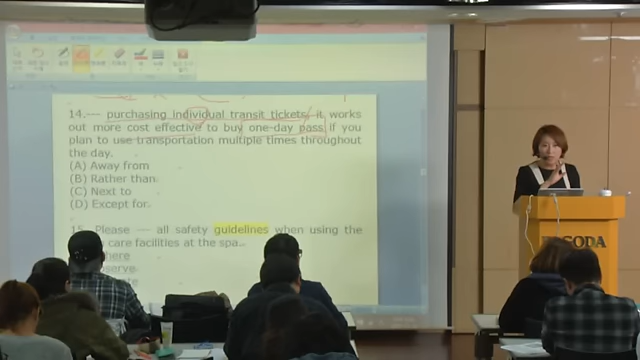 14.---- purchasing individual transit tickets, it works
out more cost effective to buy one-day pass if you
plan to use transportation multiple times throughout
the day.
(A) Away from
(B) Rather than
(C) Next to
(D) Except for
15. Please ---- all safety guidelines when using the
care facilities at the spa.